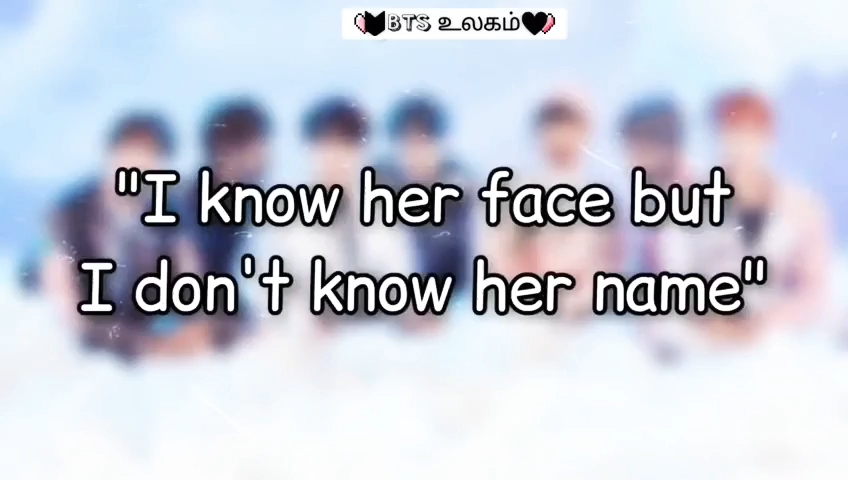 BTS உலகம்
"I know her face but
I don't know her name"